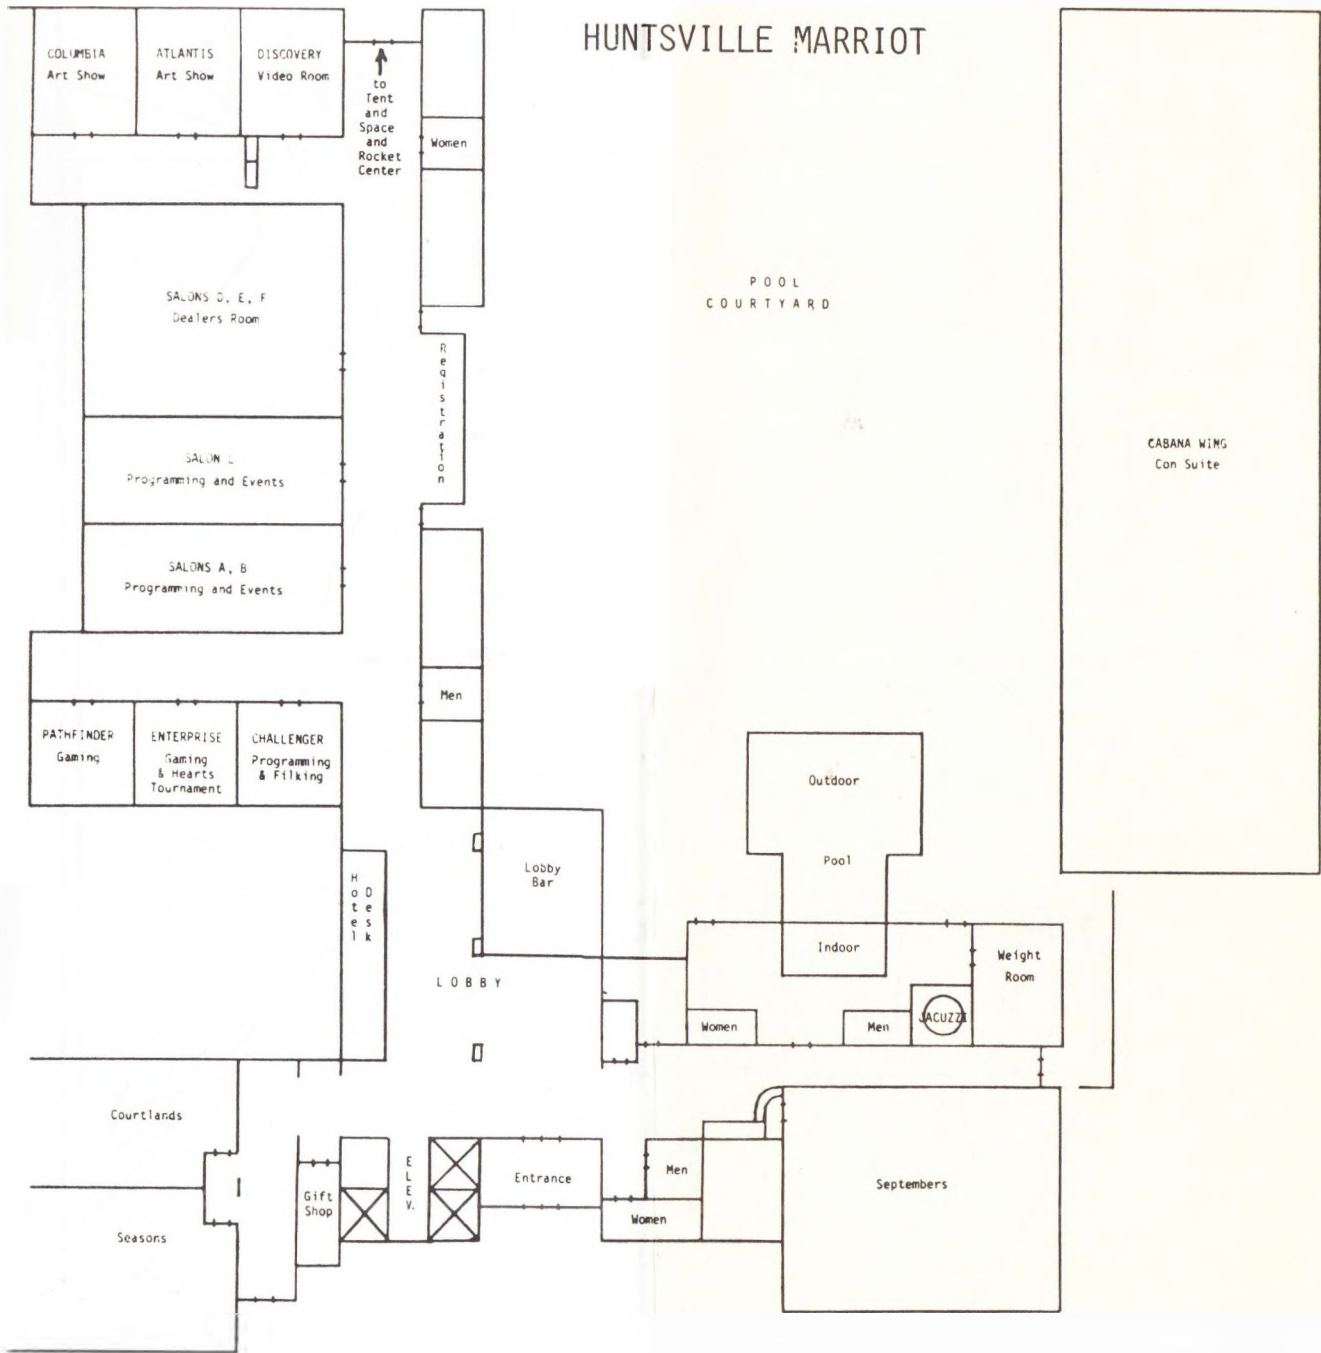 HUNTSVILLE MARRIOT
COLUMBIA
Art Show
ATLANTIS
Art Show
DISCOVERY
Video Room
to
Tent
and
Space
and
Rocket
Center
Women
SALONS D, E, F
Dealers Room
POOL
COURTYARD
Registration
CABANA WING
Con Suite
SALON C
Programming and Events
SALONS A, B
Programming and Events
Men
PATHFINDER
Gaming
ENTERPRISE
Gaming
& Hearts
Tournament
CHALLENGER
Programming
& Filking
Outdoor
Pool
Indoor
Hotel
Desk
Lobby
Bar
LOBBY
Weight
Room
Women
Men
JACUZZI
Courtlands
Seasons
Gift
Shop
ELEV.
Entrance
Men
Women
Septembers